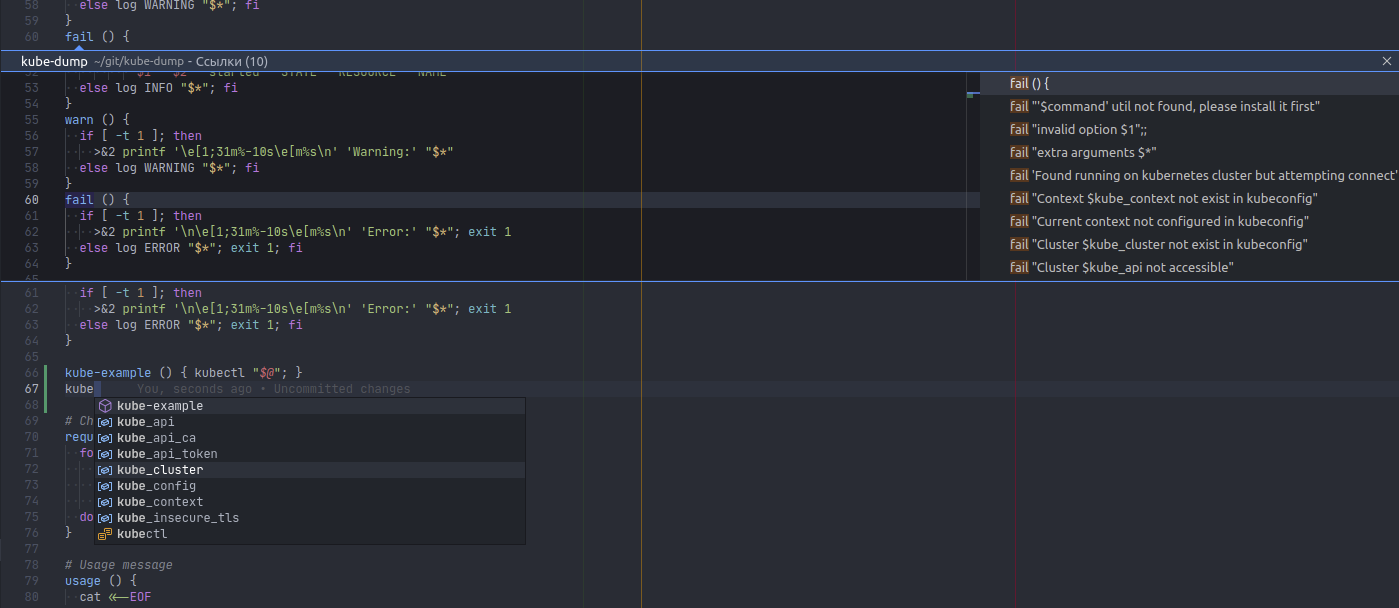 58 else log WARNING "$*"; fi
59 }
60 fail () {
kube-dump ~/git/kube-dump - Ссылки (10)
52 $1" "$2" started "STATE" "RESOURCE" "NAME"
53 else log INFO "$*"; fi
54 }
55 warn () {
56 if [ -t 1 ]; then
57 >&2 printf '\e[1;31m%-10s\e[m%s\n' 'Warning:' "$*"
58 else log WARNING "$*"; fi
59 }
60 fail () {
61 if [ -t 1 ]; then
62 >&2 printf '\n\e[1;31m%-10s\e[m%s\n' 'Error:' "$*"; exit 1
63 else log ERROR "$*"; exit 1; fi
64 }
65
fail () {
fail "'$command' util not found, please install it first"
fail "invalid option $1";;
fail "extra arguments $*"
fail 'Found running on kubernetes cluster but attempting connect'
fail "Context $kube_context not exist in kubeconfig"
fail "Current context not configured in kubeconfig"
fail "Cluster $kube_cluster not exist in kubeconfig"
fail "Cluster $kube_api not accessible"
61 if [ -t 1 ]; then
62 >&2 printf '\n\e[1;31m%-10s\e[m%s\n' 'Error:' "$*"; exit 1
63 else log ERROR "$*"; exit 1; fi
64 }
65
66 kube-example () { kubectl "$@"; }
67 kube You, seconds ago • Uncommitted changes
68 kube-example
69 # Ch kube_api
70 requ kube_api_ca
71 fo kube_api_token
72 kube_cluster
73 kube_config
74 kube_context
75 do kube_insecure_tls
76 } kubectl
77
78 # Usage message
79 usage () {
80 cat <<-EOF